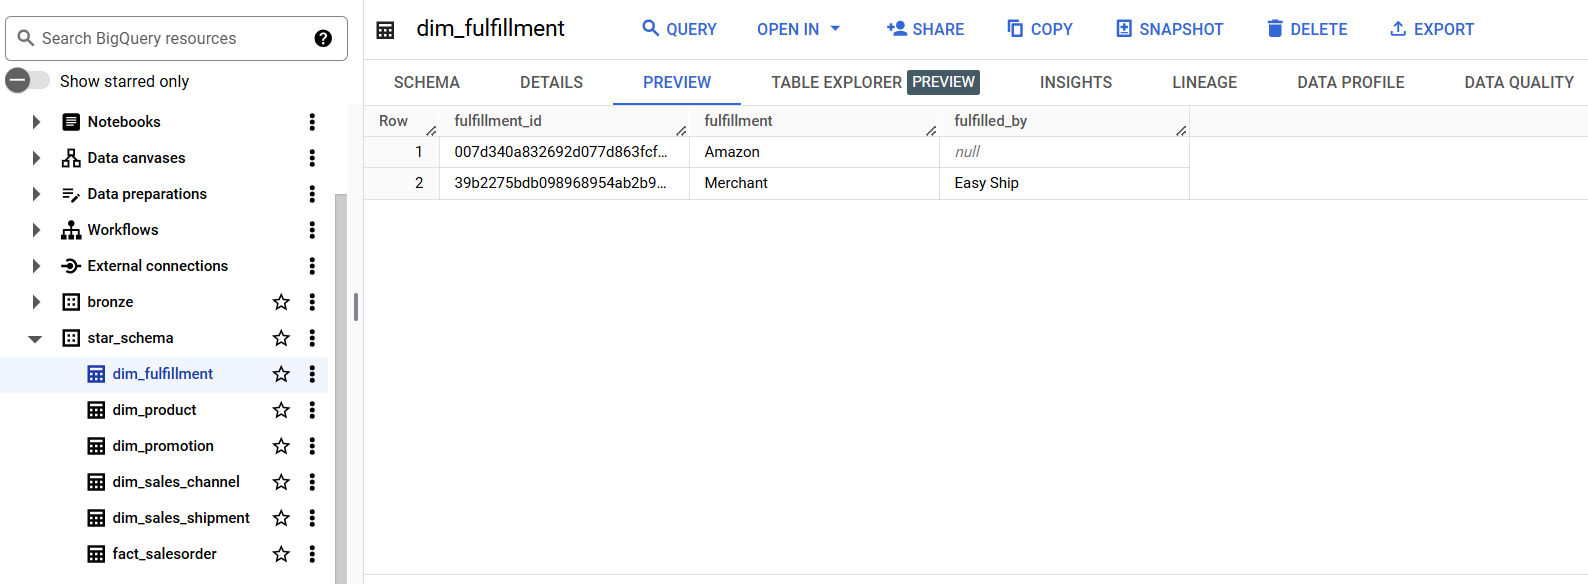 Search BigQuery resources
Show starred only
Notebooks
Data canvases
Data preparations
Workflows
External connections
bronze
star_schema
dim_fulfillment
dim_product
dim_promotion
dim_sales_channel
dim_sales_shipment
fact_salesorder
dim_fulfillment QUERY OPEN IN SHARE COPY SNAPSHOT DELETE EXPORT
SCHEMA DETAILS PREVIEW TABLE EXPLORER PREVIEW INSIGHTS LINEAGE DATA PROFILE DATA QUALITY
Row fulfillment_id fulfillment fulfilled_by
1 007d340a832692d077d863fcf... Amazon null
2 39b2275bdb098968954ab2b9... Merchant Easy Ship